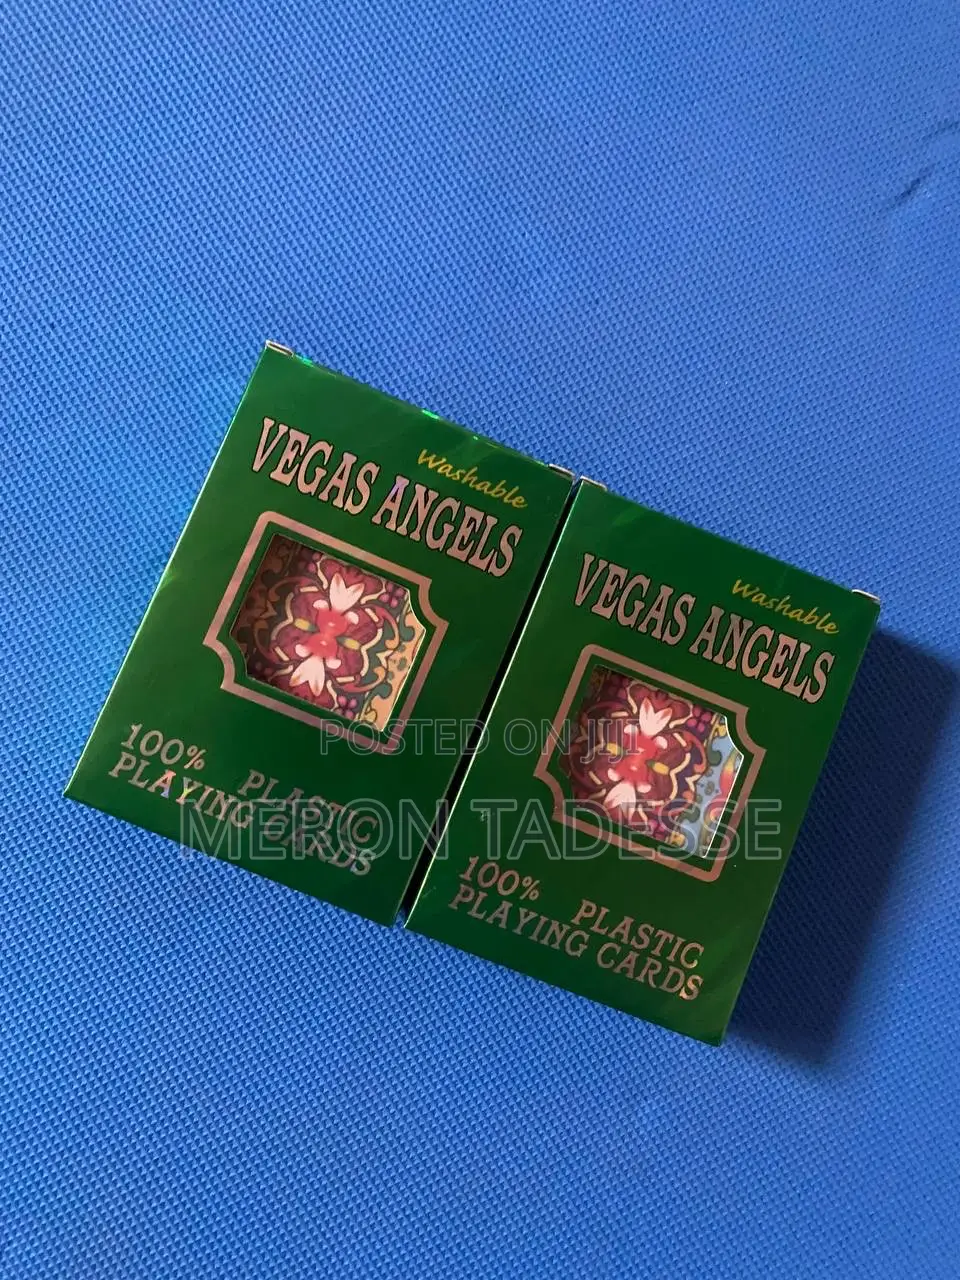 Washable
VEGAS ANGELS
100% PLASTIC
PLAYING CARDS
Washable
VEGAS ANGELS
100% PLASTIC
PLAYING CARDS
POSTED ON JIJI
MERON TADESSE